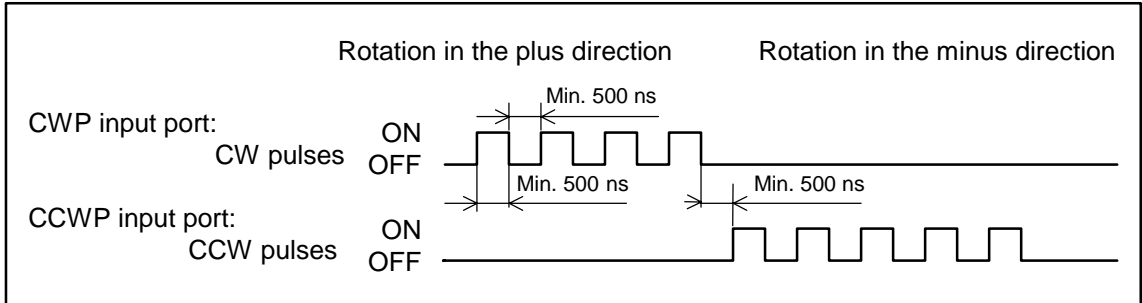 Rotation in the plus direction
Rotation in the minus direction
Min. 500 ns
CWP input port:
CW pulses
ON
OFF
Min. 500 ns
Min. 500 ns
CCWP input port:
CCW pulses
ON
OFF